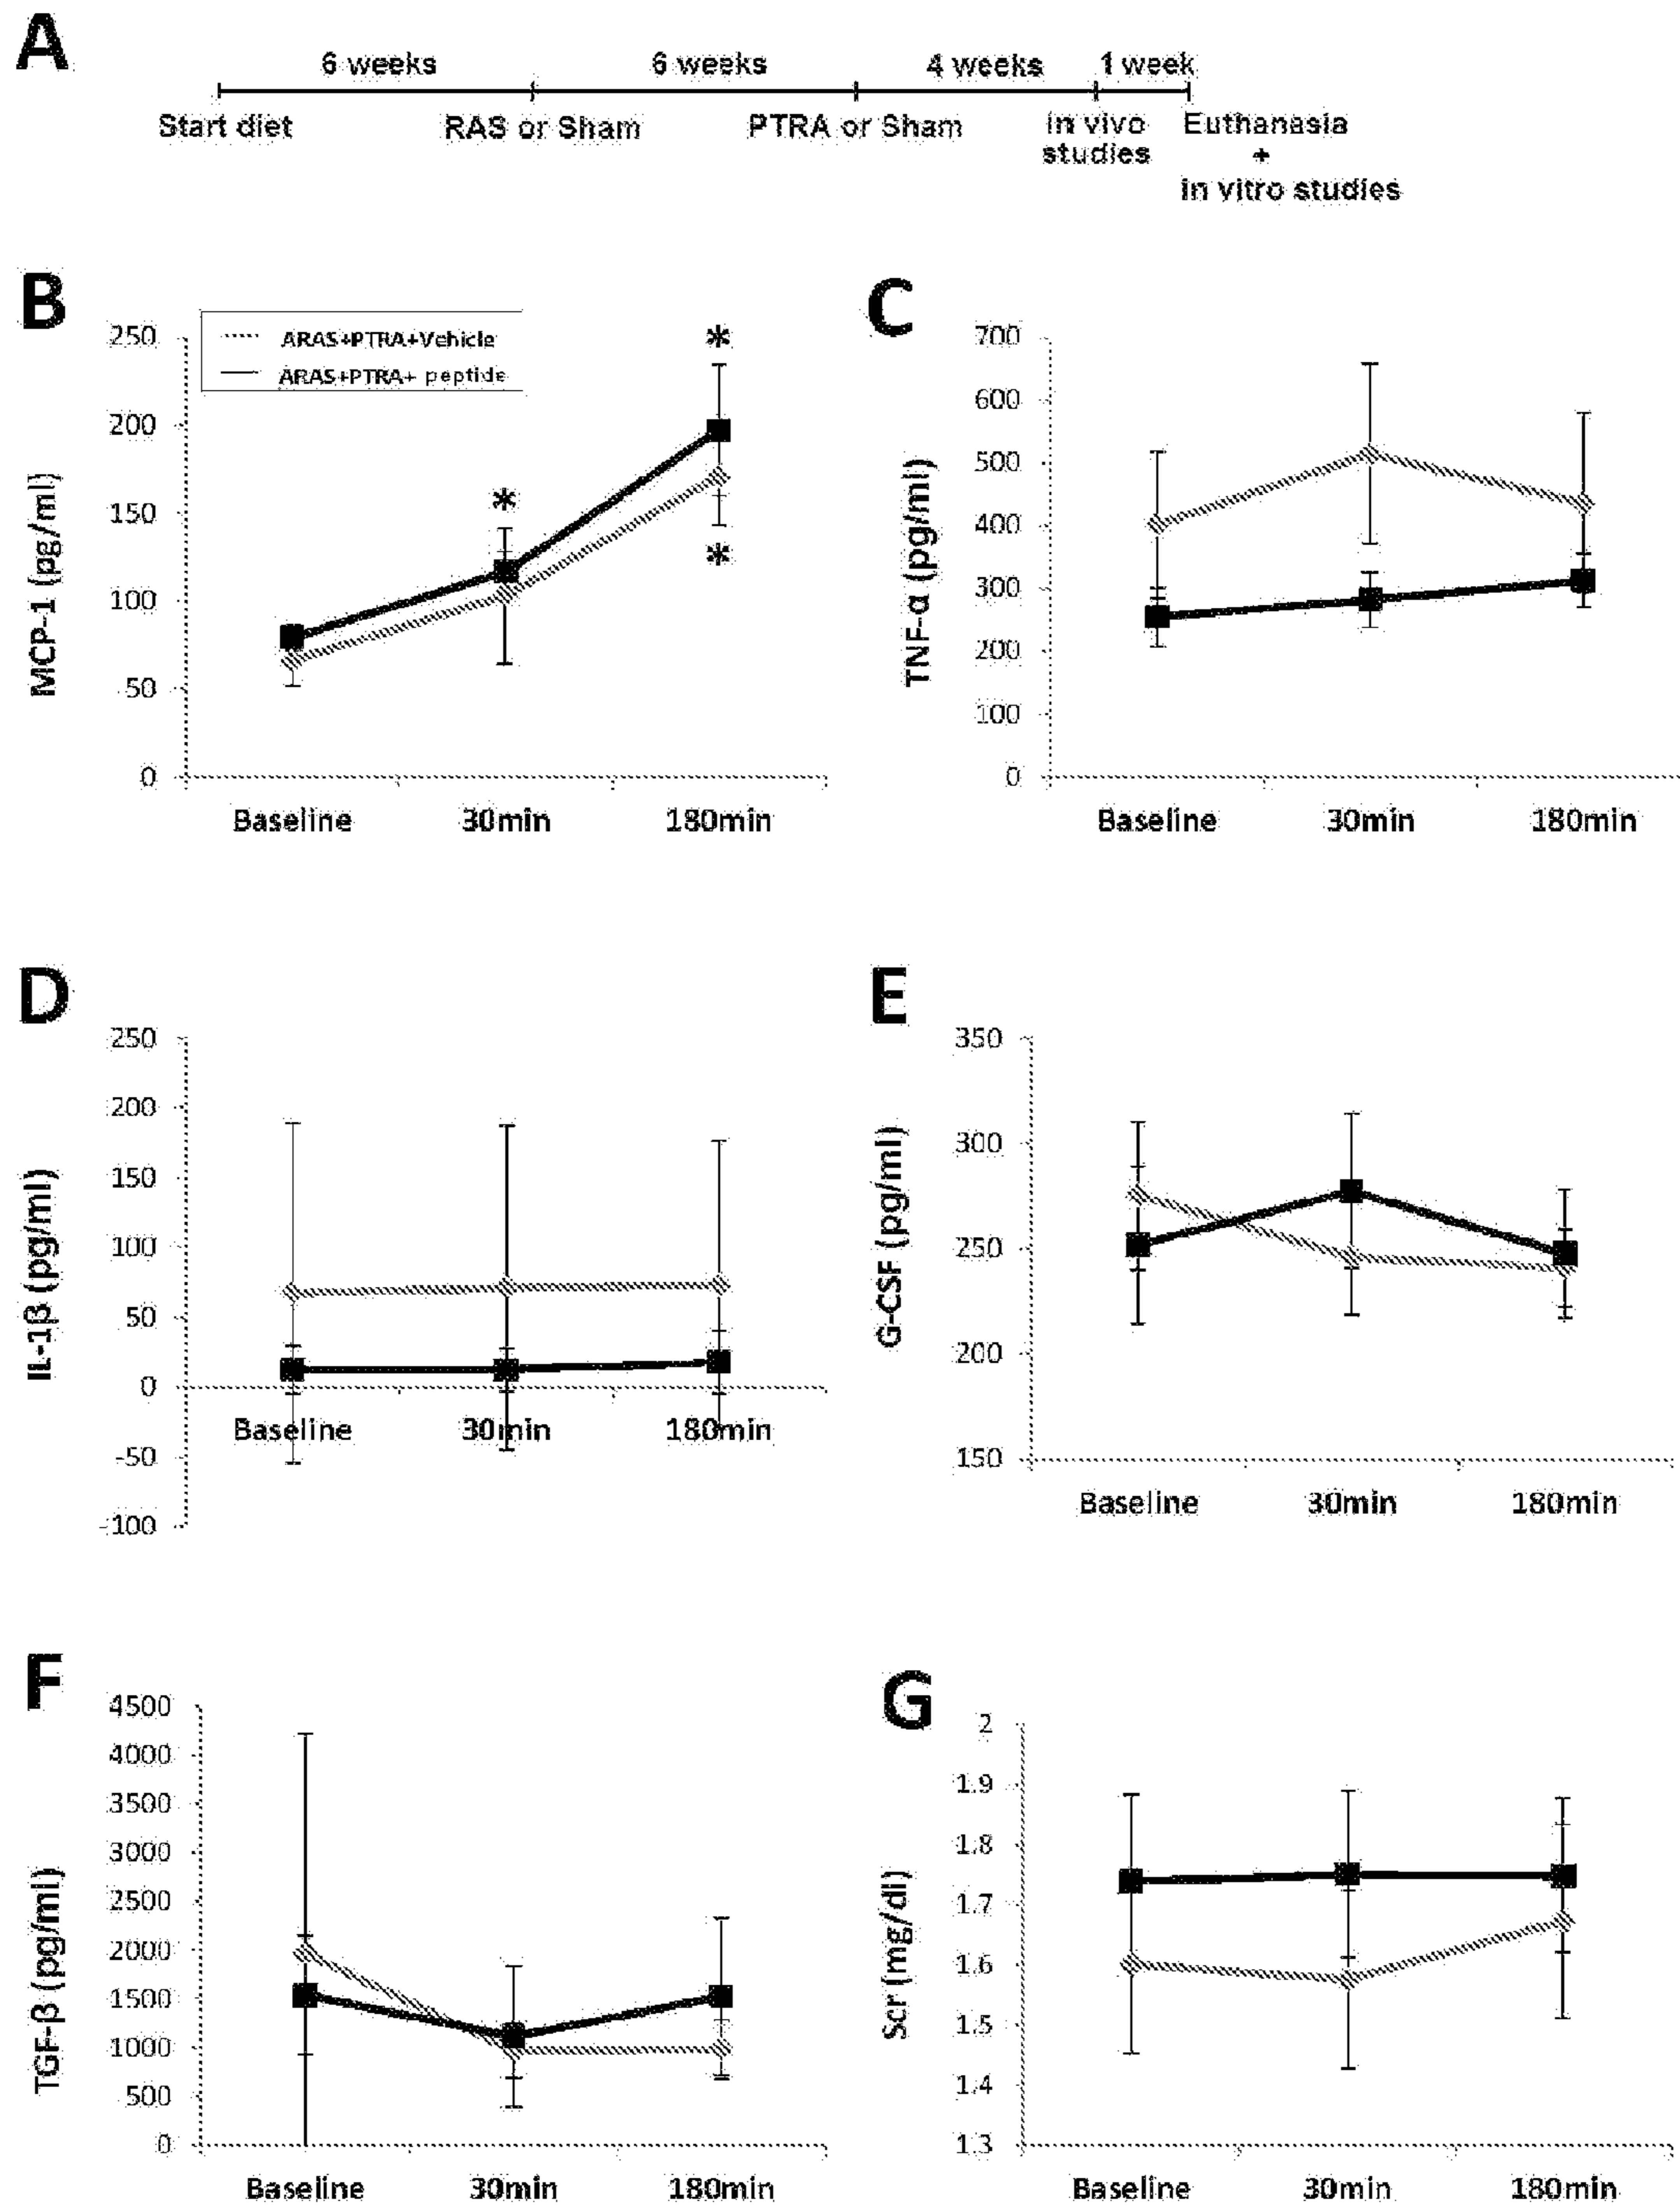 A
6 weeks 6 weeks 4 weeks 1 week
Start diet RAS or Sham PTRA or Sham In vivo Euthanasia
studies +
in vitro studies
B
ARAS+PTRA+Vehicle
ARAS+PTRA+ peptide
MCP-1 (pg/ml)
250
200
150
100
50
0
*
*
*
Baseline 30min 180min
C
TNF-α (pg/ml)
700
600
500
400
300
200
100
0
Baseline 30min 180min
D
IL-1β (pg/ml)
250
200
150
100
50
0
-50
-100
Baseline 30min 180min
E
G-CSF (pg/ml)
350
300
250
200
150
Baseline 30min 180min
F
TGF-β (pg/ml)
4500
4000
3500
3000
2500
2000
1500
1000
500
0
Baseline 30min 180min
G
Scr (mg/dl)
2
1.9
1.8
1.7
1.6
1.5
1.4
1.3
Baseline 30min 180min